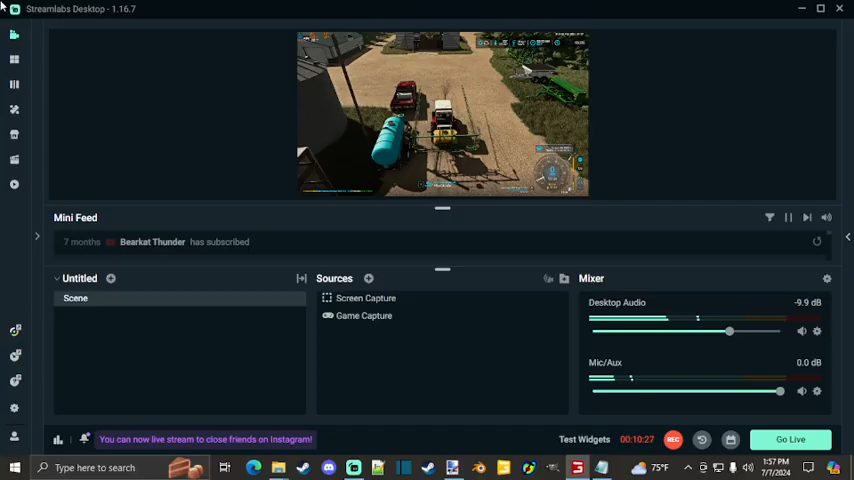 Streamlabs Desktop - 1.16.7
Mini Feed
7 months Bearkat Thunder has subscribed
Untitled
Scene
Sources
Screen Capture
Game Capture
Mixer
Desktop Audio -9.9 dB
Mic/Aux 0.0 dB
You can now live stream to close friends on Instagram!
Test Widgets 00:10:27 REC Go Live
Type here to search
75°F
1:57 PM
7/7/2024